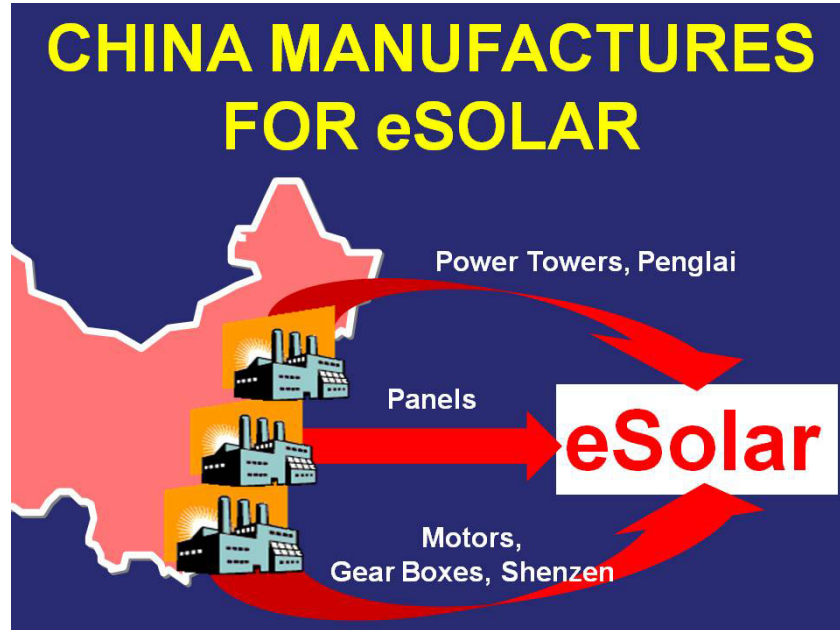 CHINA MANUFACTURES
FOR eSOLAR
Power Towers, Penglai
Panels
eSolar
Motors,
Gear Boxes, Shenzen